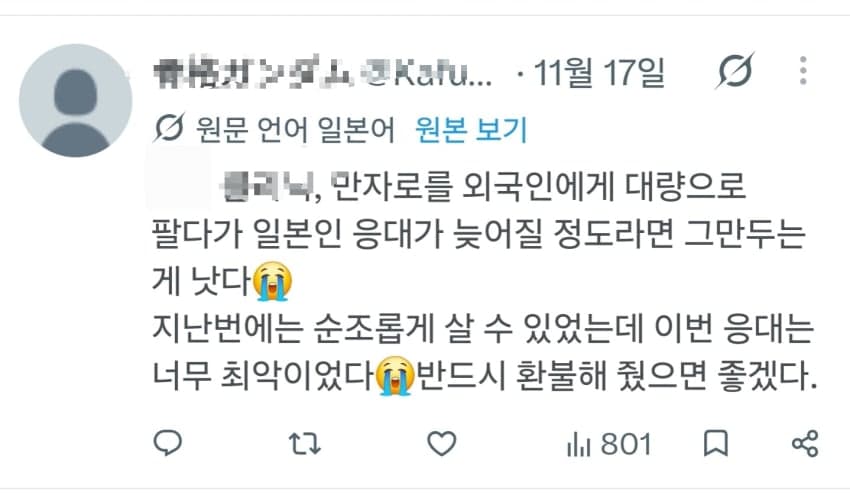 · 11월 17일
원문 언어 일본어 원본 보기
만자로를 외국인에게 대량으로
팔다가 일본인 응대가 늦어질 정도라면 그만두는
게 낫다😭
지난번에는 순조롭게 살 수 있었는데 이번 응대는
너무 최악이었다😭반드시 환불해 줬으면 좋겠다.
801